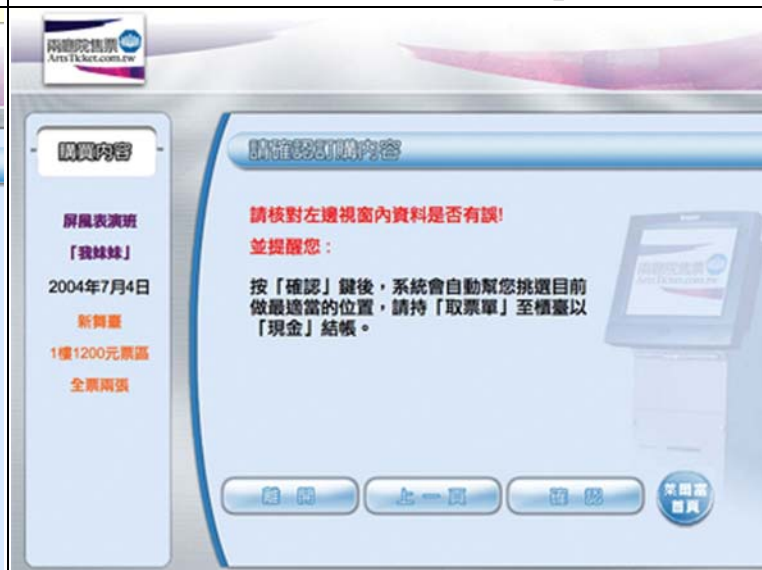 兩廳院售票
ArtsTicket.com.tw
購買內容
屏風表演班
「我妹妹」
2004年7月4日
新舞臺
1樓1200元票區
全票兩張
請確認訂購內容
請核對左邊視窗內資料是否有誤!
並提醒您：
按「確認」鍵後，系統會自動幫您挑選目前
做最適當的位置，請持「取票單」至櫃臺以
「現金」結帳。
兩廳院售票
離開
上一頁
確認
萊爾富
首頁